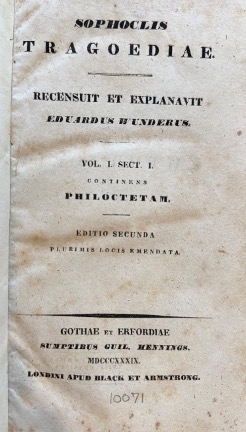 SOPHOCLIS
TRAGOEDIAE.
RECENSUIT ET EXPLANAVIT
EDUARDUS WUNDERUS.
VOL. I. SECT. I.
CONTINENS
PHILOCTETAM.
EDITIO SECUNDA
PLURIMIS LOCIS EMENDATA.
GOTHAE ET ERFORDIAE
SUMPTIBUS GUIL. HENNINGS.
MDCCCXXXIX.
LONDINI APUD BLACK ET ARMSTRONG.
10071